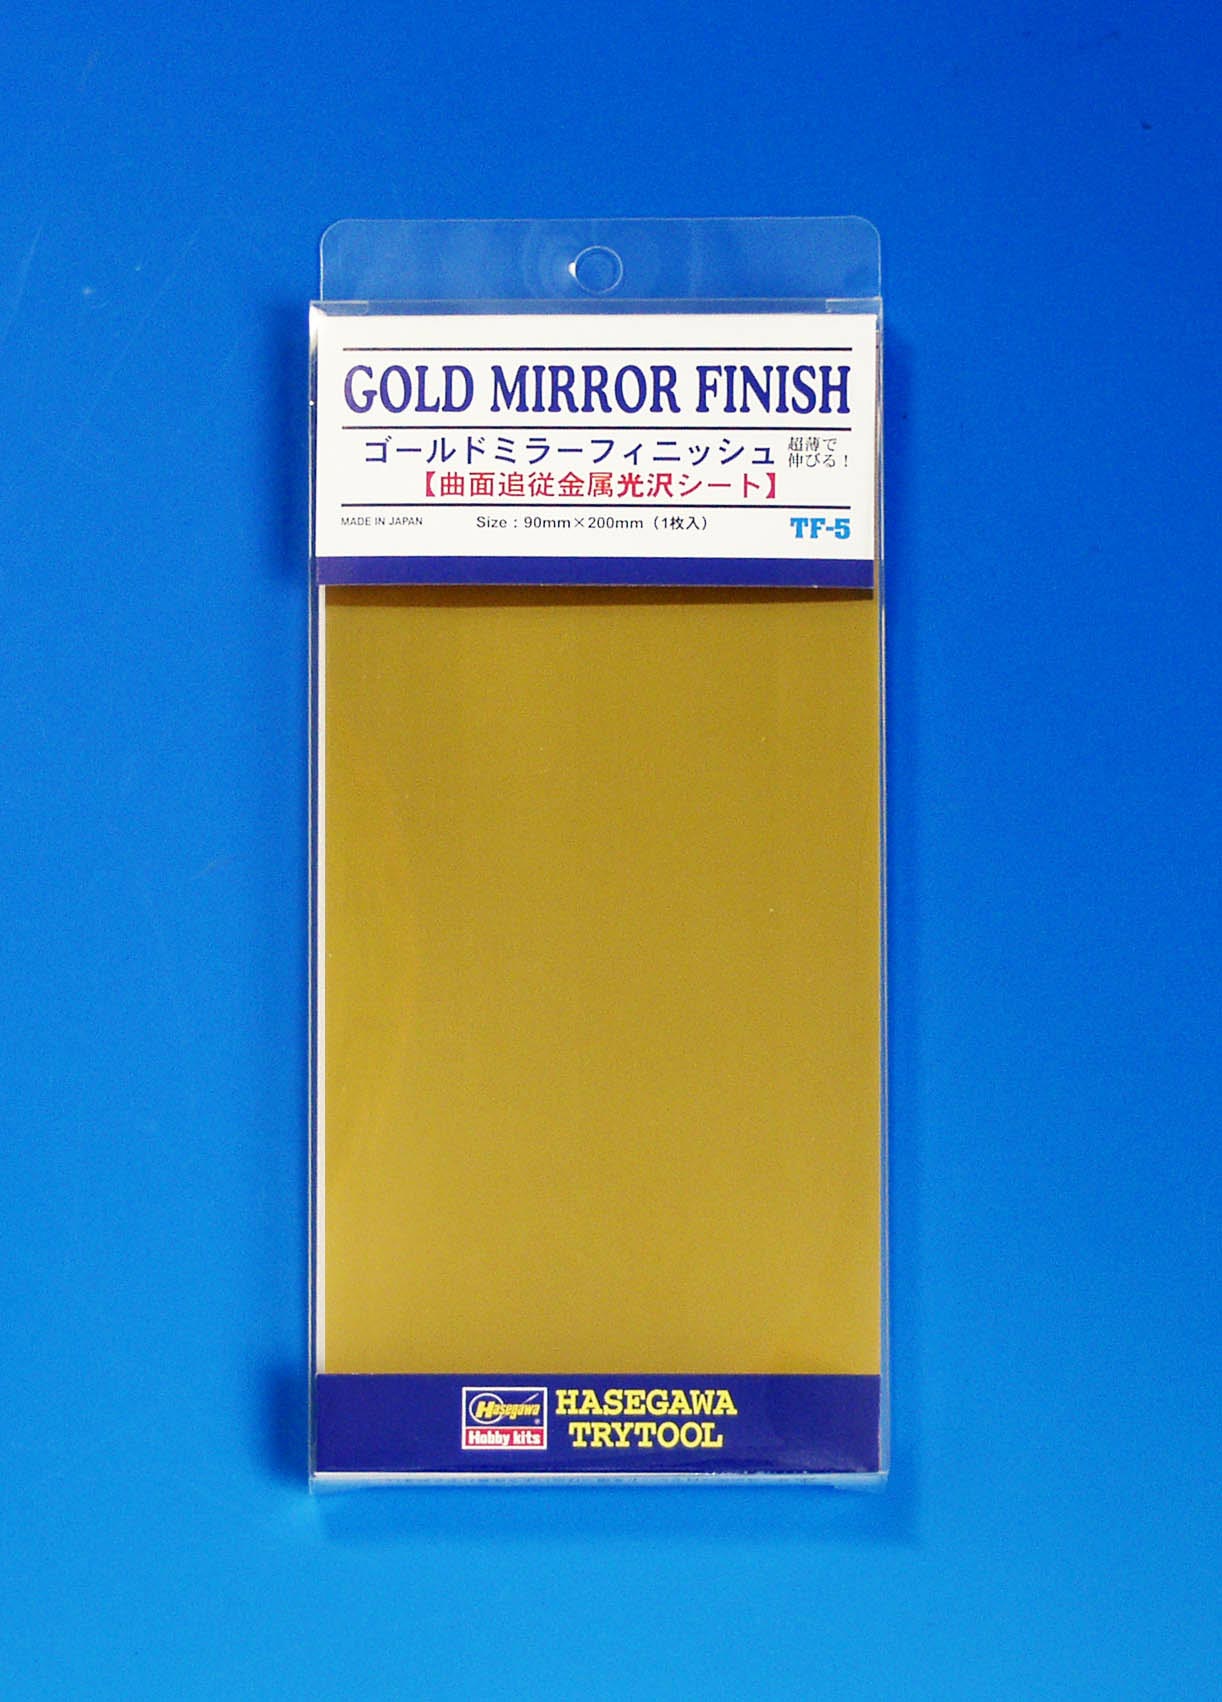 GOLD MIRROR FINISH
ゴールドミラーフィニッシュ 超薄で伸びる！
【曲面追従金属光沢シート】
MADE IN JAPAN Size：90mm×200mm（1枚入） TF-5
Hasegawa
Hobby kits
HASEGAWA
TRYTOOL